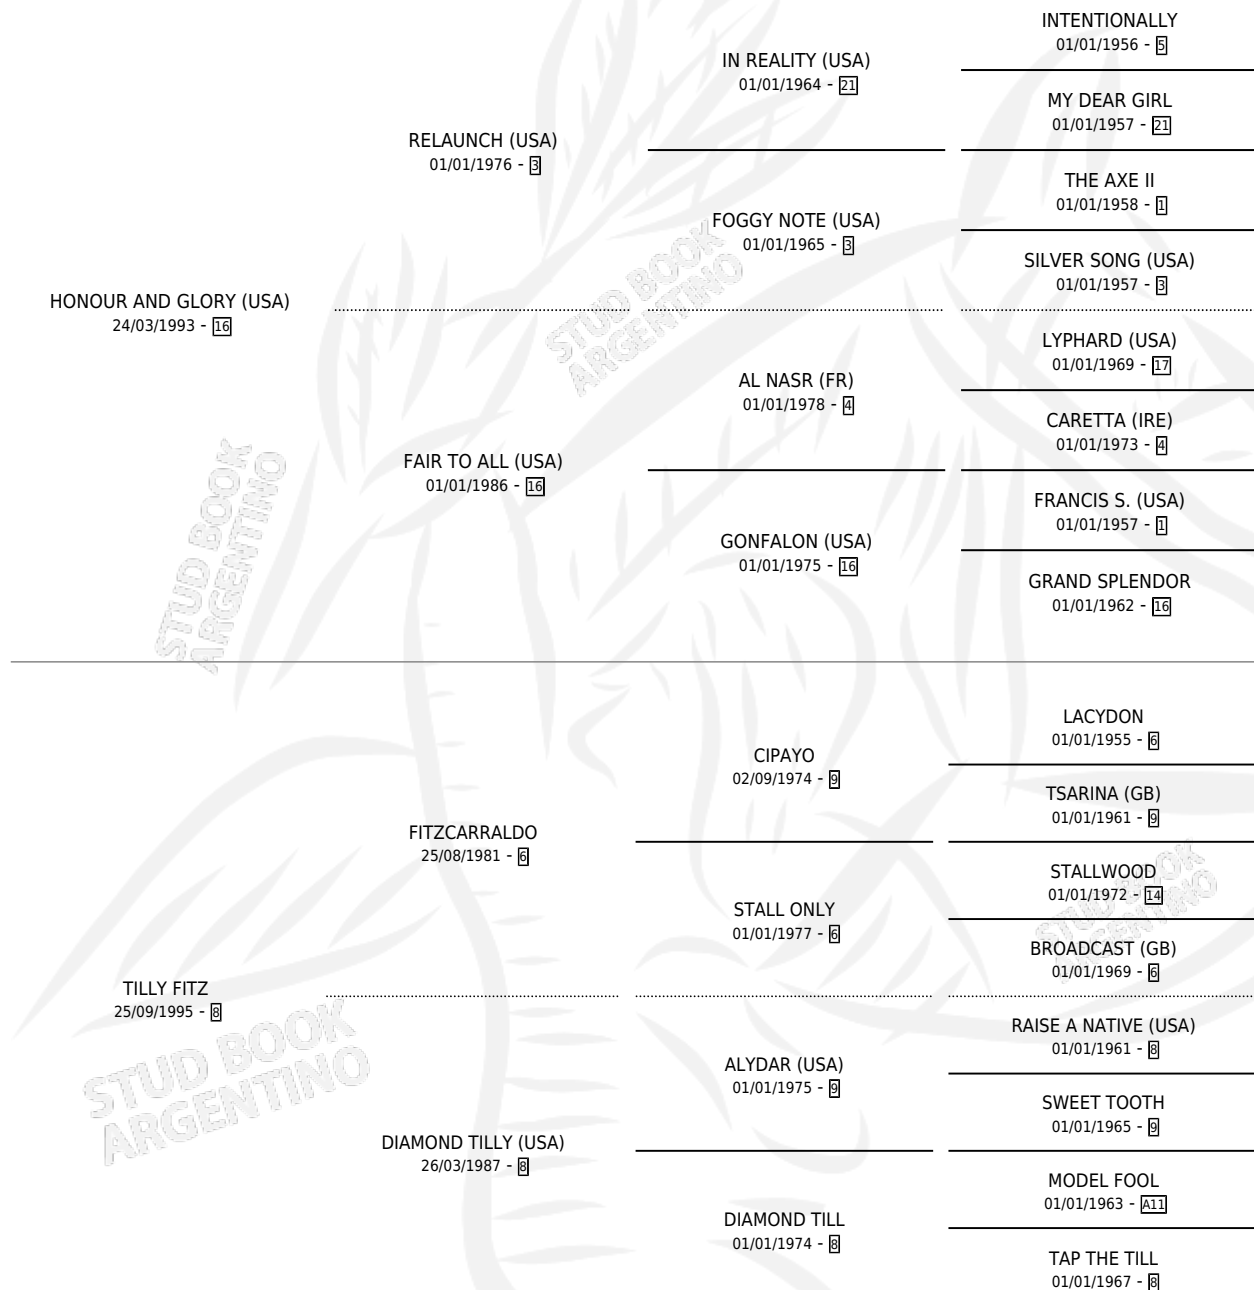 INTENTIONALLY
01/01/1956 - 5
IN REALITY (USA)
01/01/1964 - 21
MY DEAR GIRL
01/01/1957 - 21
RELAUNCH (USA)
01/01/1976 - 3
THE AXE II
01/01/1958 - 1
FOGGY NOTE (USA)
01/01/1965 - 3
SILVER SONG (USA)
01/01/1957 - 3
HONOUR AND GLORY (USA)
24/03/1993 - 16
LYPHARD (USA)
01/01/1969 - 17
AL NASR (FR)
01/01/1978 - 4
CARETTA (IRE)
01/01/1973 - 4
FAIR TO ALL (USA)
01/01/1986 - 16
FRANCIS S. (USA)
01/01/1957 - 1
GONFALON (USA)
01/01/1975 - 16
GRAND SPLENDOR
01/01/1962 - 16
STUD BOOK
ARGENTINO
STUD BOOK
ARGENTINO
LACYDON
01/01/1955 - 6
CIPAYO
02/09/1974 - 9
TSARINA (GB)
01/01/1961 - 9
FITZCARRALDO
25/08/1981 - 6
STALLWOOD
01/01/1972 - 14
STALL ONLY
01/01/1977 - 6
BROADCAST (GB)
01/01/1969 - 6
STUD BOOK
ARGENTINO
TILLY FITZ
25/09/1995 - 8
RAISE A NATIVE (USA)
01/01/1961 - 8
ALYDAR (USA)
01/01/1975 - 9
SWEET TOOTH
01/01/1965 - 9
DIAMOND TILLY (USA)
26/03/1987 - 8
MODEL FOOL
01/01/1963 - A11
DIAMOND TILL
01/01/1974 - 8
TAP THE TILL
01/01/1967 - 8
STUD BOOK
ARGENTINO